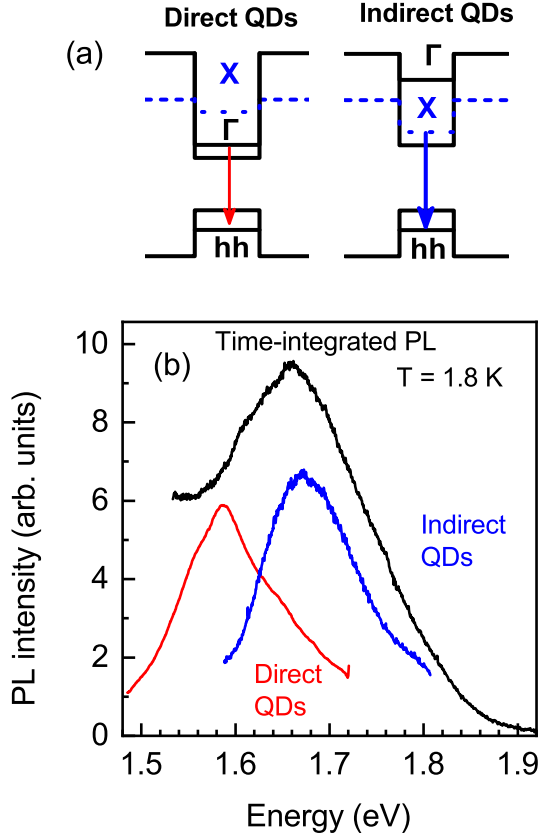 Direct QDs
Indirect QDs
(a)
X
Γ
hh
Γ
X
hh
(b)
Time-integrated PL
T = 1.8 K
Indirect
QDs
Direct
QDs
PL intensity (arb. units)
10
8
6
4
2
0
1.5
1.6
1.7
1.8
1.9
Energy (eV)